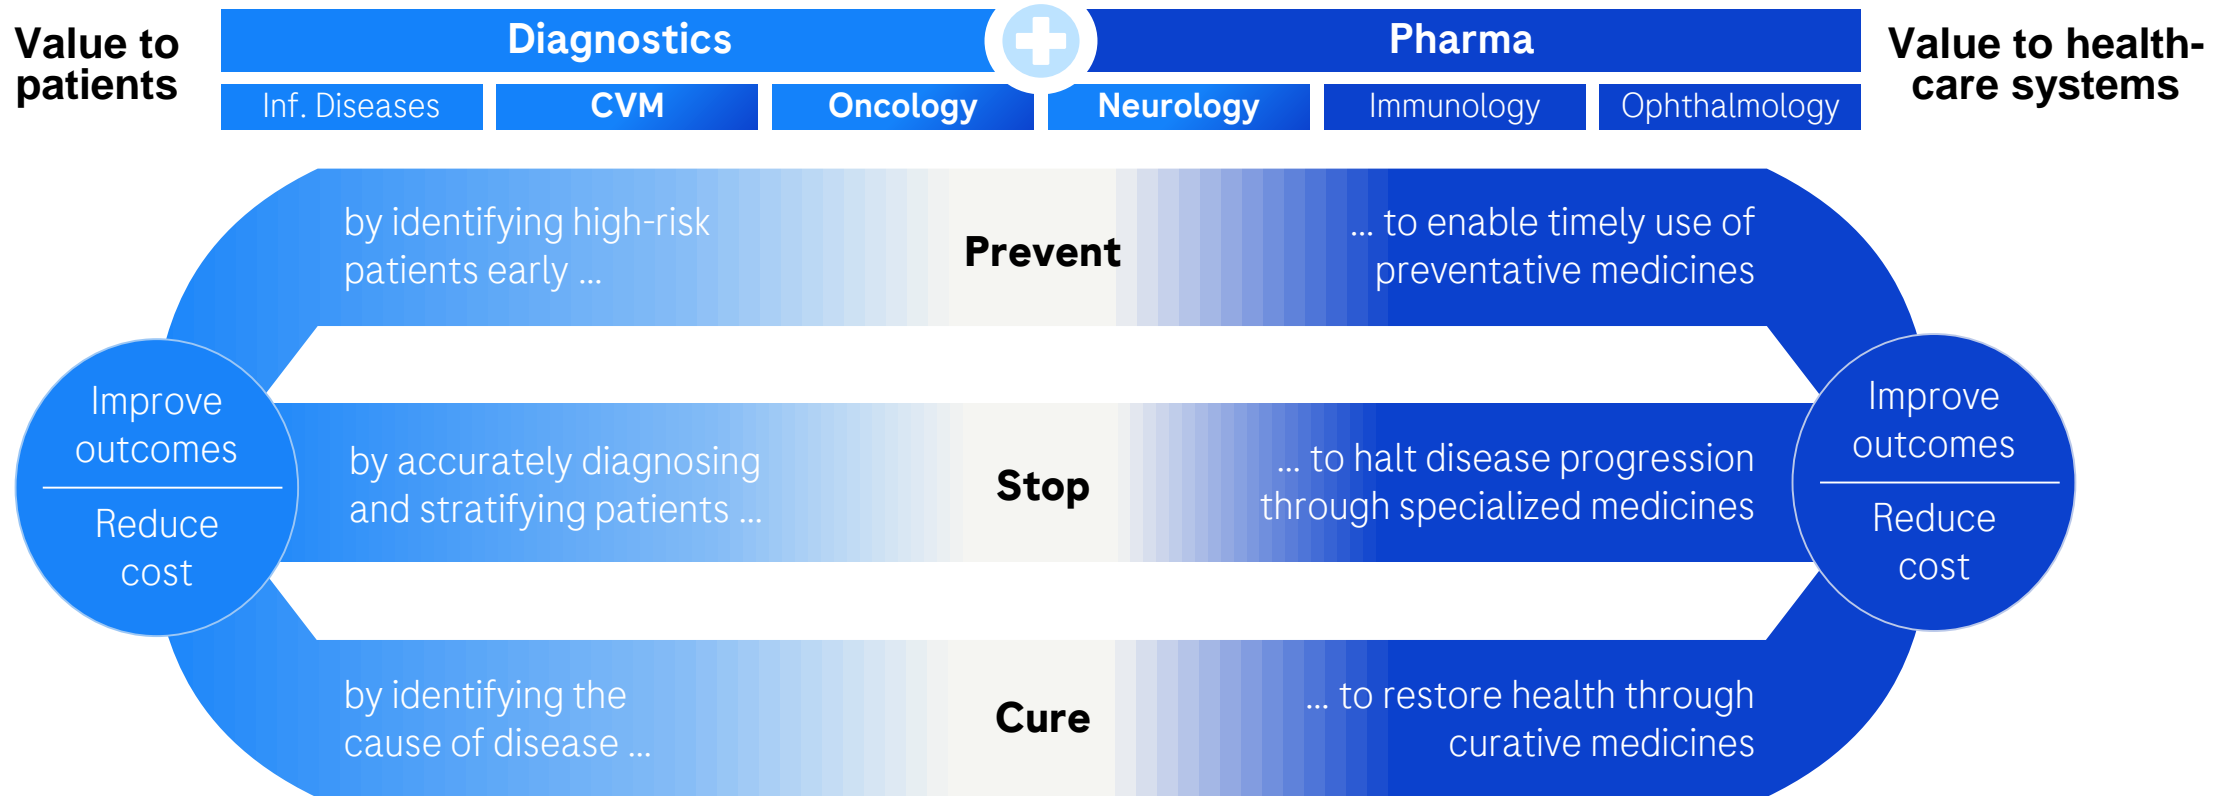 Value to
patients
Diagnostics
Pharma
Value to health-
care systems
Inf. Diseases
CVM
Oncology
Neurology
Immunology
Ophthalmology
by identifying high-risk
patients early ...
Prevent
... to enable timely use of
preventative medicines
Improve
outcomes
Reduce
cost
by accurately diagnosing
and stratifying patients ...
Stop
... to halt disease progression
through specialized medicines
Improve
outcomes
Reduce
cost
by identifying the
cause of disease ...
Cure
... to restore health through
curative medicines